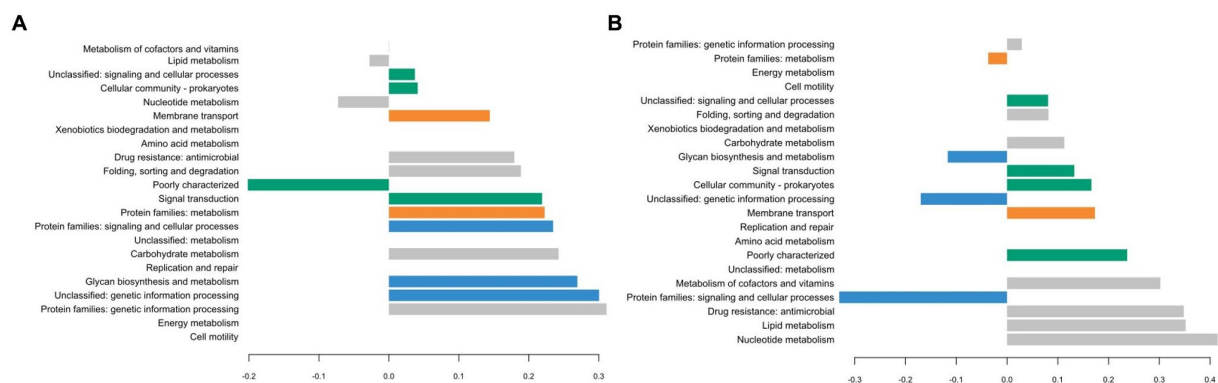 A
Metabolism of cofactors and vitamins
Lipid metabolism
Unclassified: signaling and cellular processes
Cellular community - prokaryotes
Nucleotide metabolism
Membrane transport
Xenobiotics biodegradation and metabolism
Amino acid metabolism
Drug resistance: antimicrobial
Folding, sorting and degradation
Poorly characterized
Signal transduction
Protein families: metabolism
Protein families: signaling and cellular processes
Unclassified: metabolism
Carbohydrate metabolism
Replication and repair
Glycan biosynthesis and metabolism
Unclassified: genetic information processing
Protein families: genetic information processing
Energy metabolism
Cell motility
-0.2 -0.1 0.0 0.1 0.2 0.3
B
Protein families: genetic information processing
Protein families: metabolism
Energy metabolism
Cell motility
Unclassified: signaling and cellular processes
Folding, sorting and degradation
Xenobiotics biodegradation and metabolism
Carbohydrate metabolism
Glycan biosynthesis and metabolism
Signal transduction
Cellular community - prokaryotes
Unclassified: genetic information processing
Membrane transport
Replication and repair
Amino acid metabolism
Poorly characterized
Unclassified: metabolism
Metabolism of cofactors and vitamins
Protein families: signaling and cellular processes
Drug resistance: antimicrobial
Lipid metabolism
Nucleotide metabolism
-0.3 -0.2 -0.1 0.0 0.1 0.2 0.3 0.4